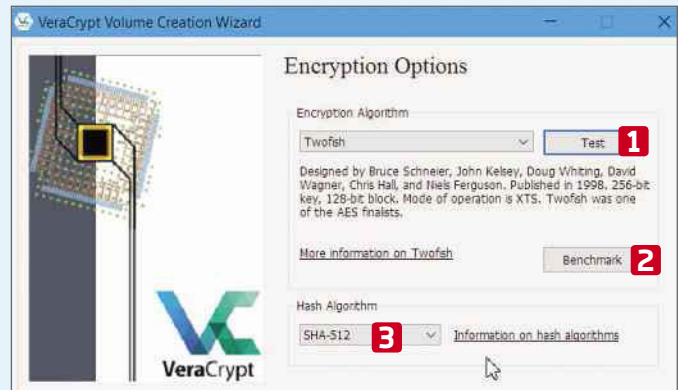 VeraCrypt Volume Creation Wizard
Encryption Options
Encryption Algorithm
Twofish
Test 1
Designed by Bruce Schneier, John Kelsey, Doug Whiting, David
Wagner, Chris Hall, and Niels Ferguson. Published in 1998. 256-bit
key, 128-bit block. Mode of operation is XTS. Twofish was one
of the AES finalists.
More information on Twofish
Benchmark 2
Hash Algorithm
SHA-512 3
Information on hash algorithms
VeraCrypt